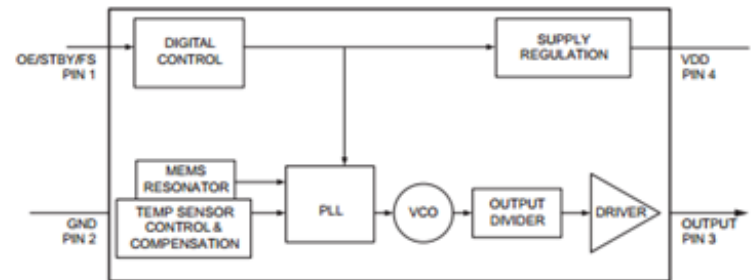 OE/STBY/FS
PIN 1
DIGITAL
CONTROL
SUPPLY
REGULATION
VDD
PIN 4
MEMS
RESONATOR
TEMP SENSOR
CONTROL &
COMPENSATION
GND
PIN 2
PLL
VCO
OUTPUT
DIVIDER
DRIVER
OUTPUT
PIN 3